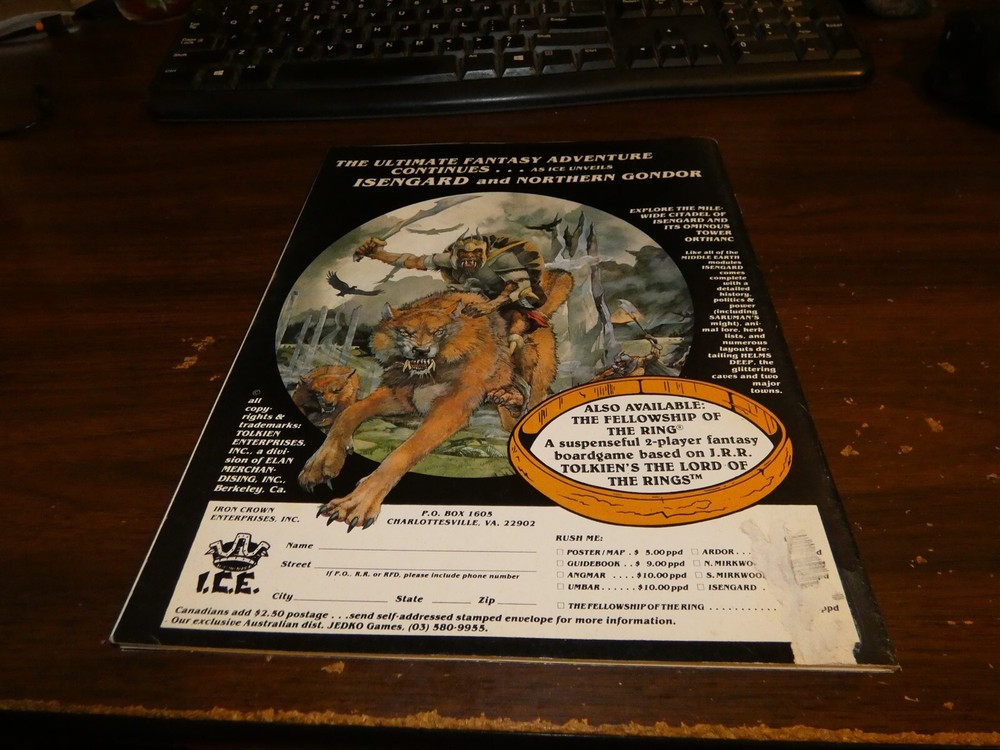 THE ULTIMATE FANTASY ADVENTURE
CONTINUES . . . AS ICE UNVEILS
ISENGARD and NORTHERN GONDOR
EXPLORE THE MILE-
WIDE CITADEL OF
ISENGARD AND
ITS OMINOUS
TOWER
ORTHANC
Like all of the
MIDDLE EARTH
modules
ISENGARD
comes
complete
with a
detailed
history,
politics &
power
(including
SARUMAN'S
might), ani-
mal lore, herb
lists, and
numerous
layouts de-
tailing HELMS
DEEP, the
glittering
caves and two
major
towns.
©
all
copy-
rights &
trademarks:
TOLKIEN
ENTERPRISES,
INC., a divi-
sion of ELAN
MERCHAN-
DISING, INC.,
Berkeley, Ca.
ALSO AVAILABLE:
THE FELLOWSHIP OF
THE RING®
A suspenseful 2-player fantasy
boardgame based on J.R.R.
TOLKIEN'S THE LORD OF
THE RINGS™
IRON CROWN
ENTERPRISES, INC.
P.O. BOX 1605
CHARLOTTESVILLE, VA. 22902
I.C.E.
Name
Street
If P.O., R.R. or RFD, please include phone number
City State Zip
RUSH ME:
POSTER/MAP . $ 5.00 ppd ARDOR . . .
GUIDEBOOK . . $ 9.00 ppd N. MIRKWO
ANGMAR . . . . $10.00 ppd S. MIRKWOO
UMBAR . . . . . . $10.00 ppd ISENGARD .
THE FELLOWSHIP OF THE RING . . . . . . . . . . ppd
Canadians add $2.50 postage . . . send self-addressed stamped envelope for more information.
Our exclusive Australian dist. JEDKO Games. (03) 580-9955.